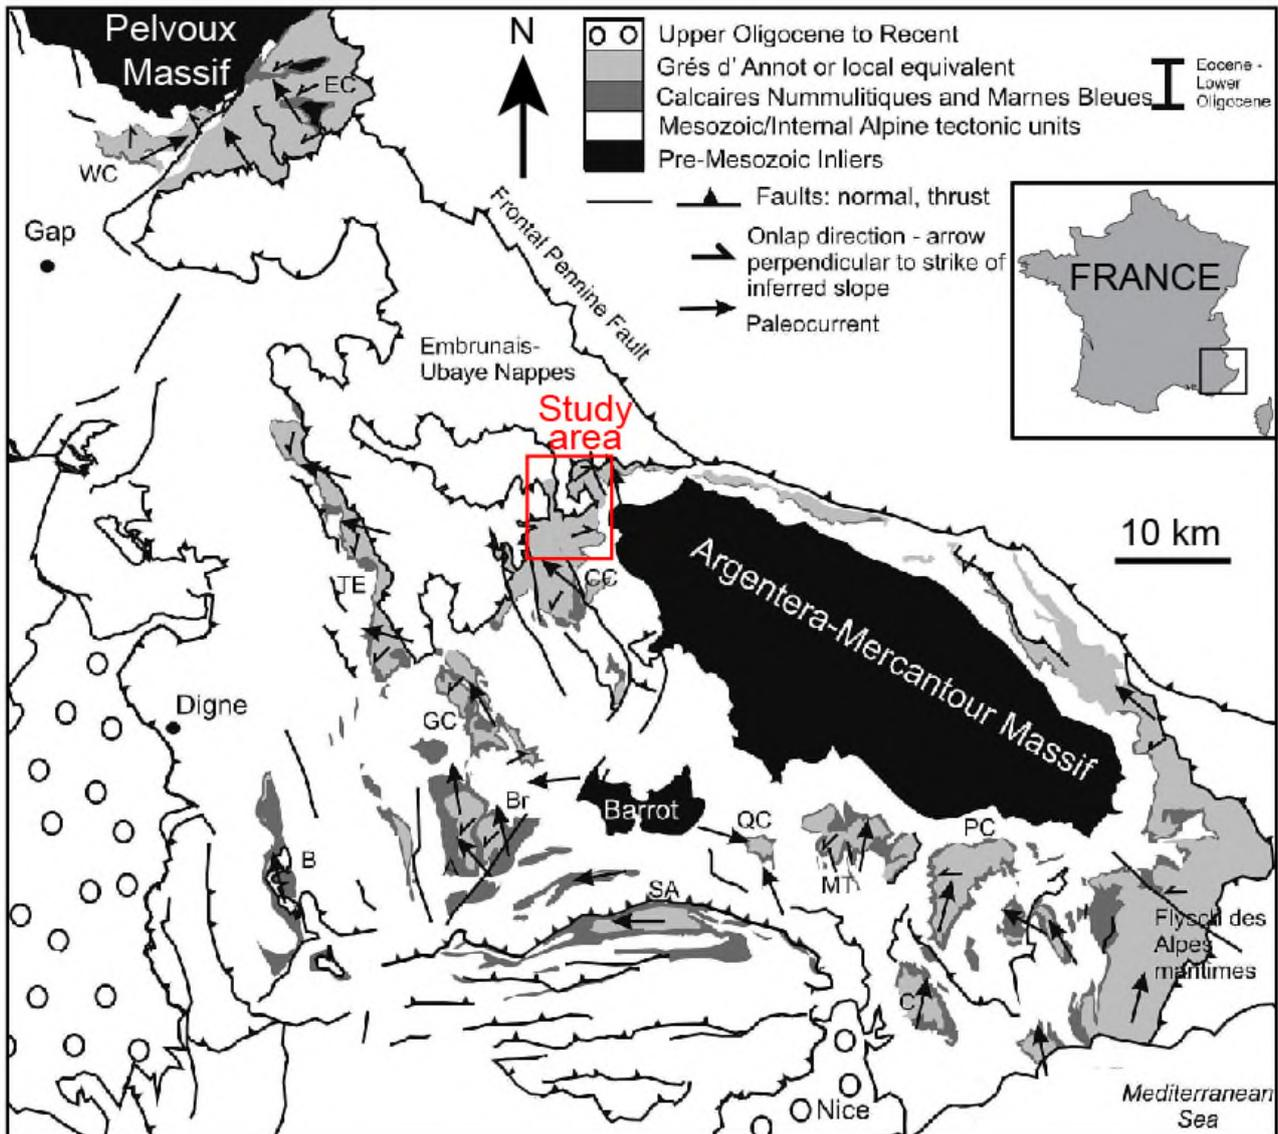 Pelvoux
Massif
N
Upper Oligocene to Recent
Grés d' Annot or local equivalent
Calcaires Nummulitiques and Marnes Bleues
Mesozoic/Internal Alpine tectonic units
Pre-Mesozoic Inliers
Eocene -
Lower
Oligocene
Faults: normal, thrust
Onlap direction - arrow
perpendicular to strike of
inferred slope
Paleocurrent
FRANCE
EC
WC
Gap
Frontal Pennine Fault
Embrunais-
Ubaye Nappes
Study
area
10 km
Argentera-Mercantour Massif
CC
TE
Digne
GC
Br
Barrot
QC
PC
MT
B
SA
C
Flysch des
Alpes
maritimes
Nice
Mediterranean
Sea